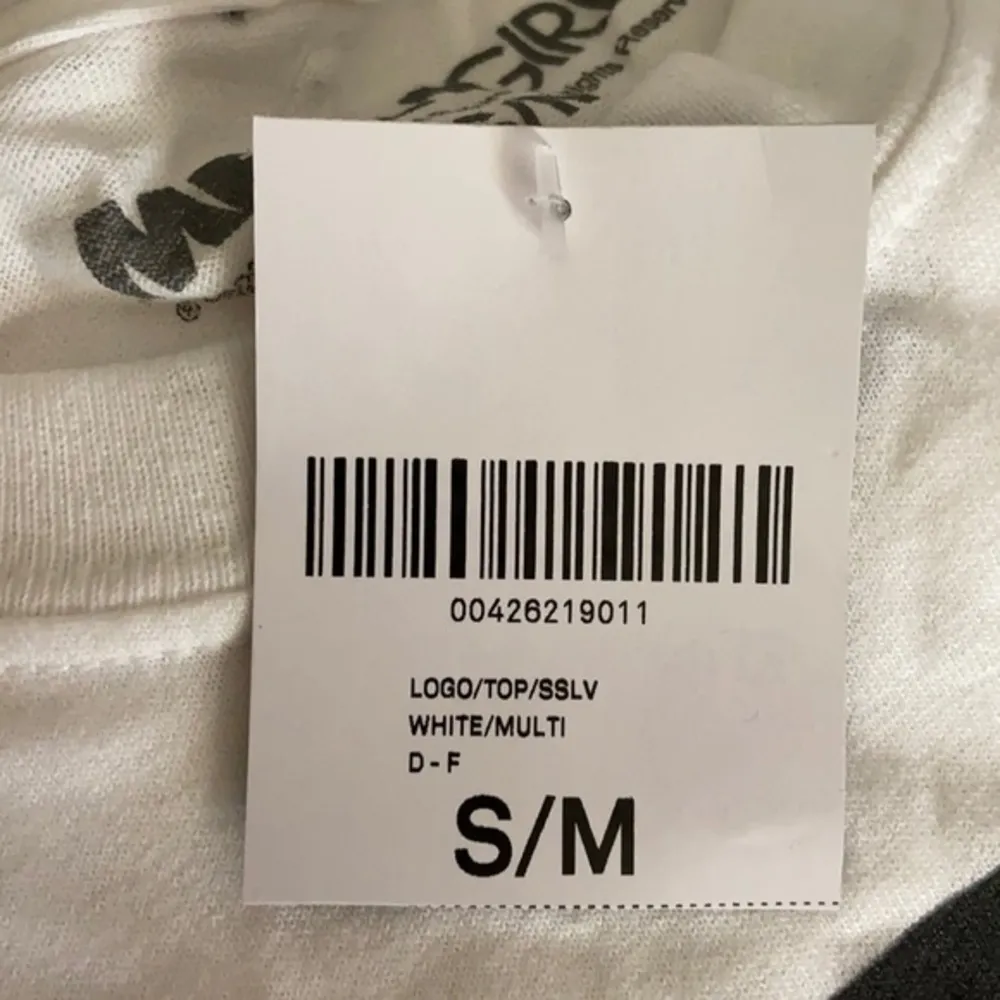 00426219011
LOGO/TOP/SSLV
WHITE/MULTI
D - F
S/M